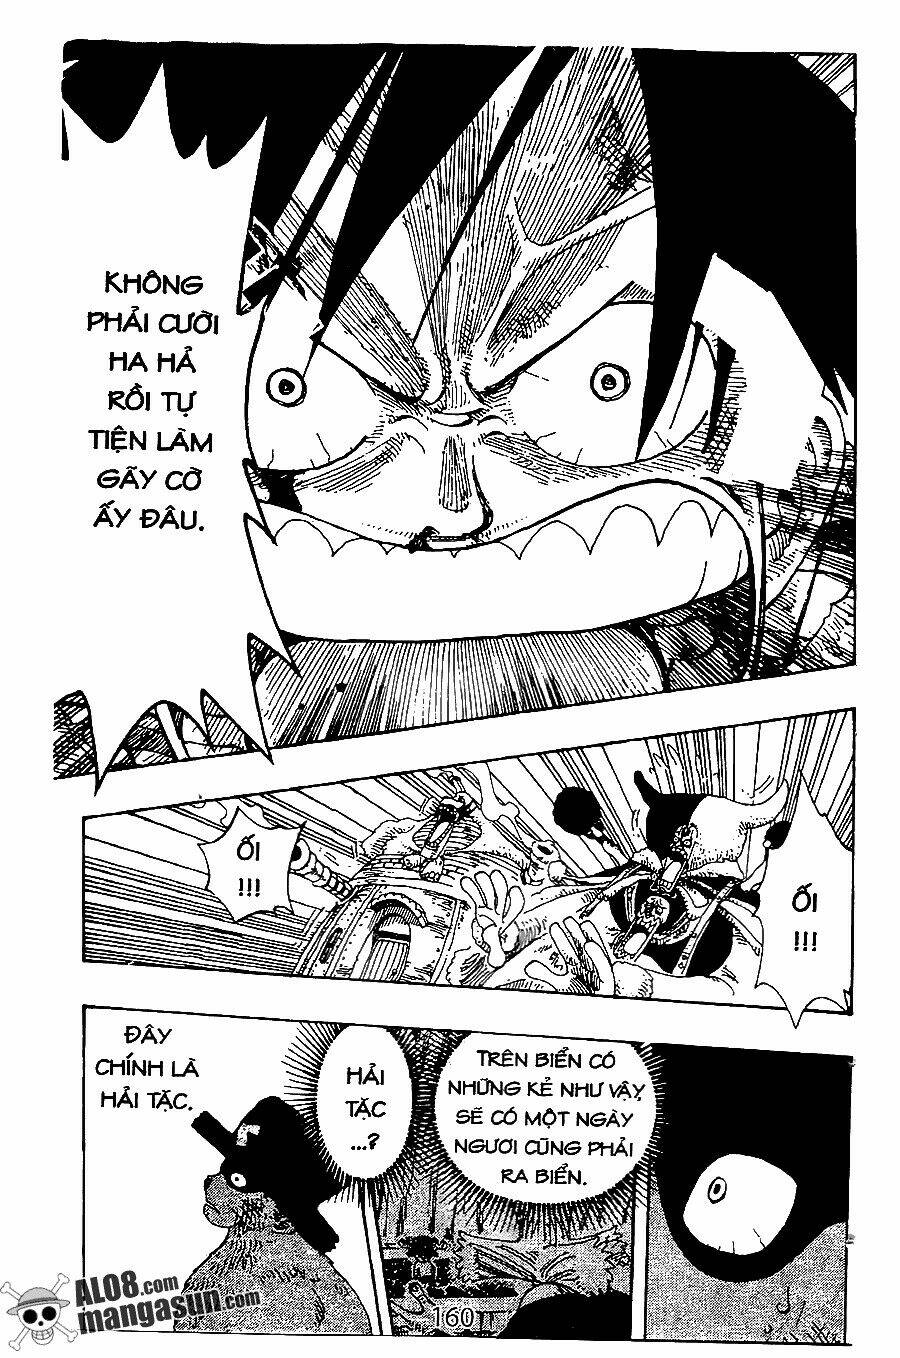 KHÔNG
PHẢI CƯỜI
HA HẢ
RỒI TỰ
TIỆN LÀM
GÃY CỜ
ẤY ĐÂU.
ỐI
!!!
ỐI
!!!
ĐÂY
CHÍNH LÀ
HẢI TẶC.
HẢI
TẶC
...?
TRÊN BIỂN CÓ
NHỮNG KẺ NHƯ VẬY,
SẼ CÓ MỘT NGÀY
NGƯƠI CŨNG PHẢI
RA BIỂN.
ALO8.com
mangasun.com
160